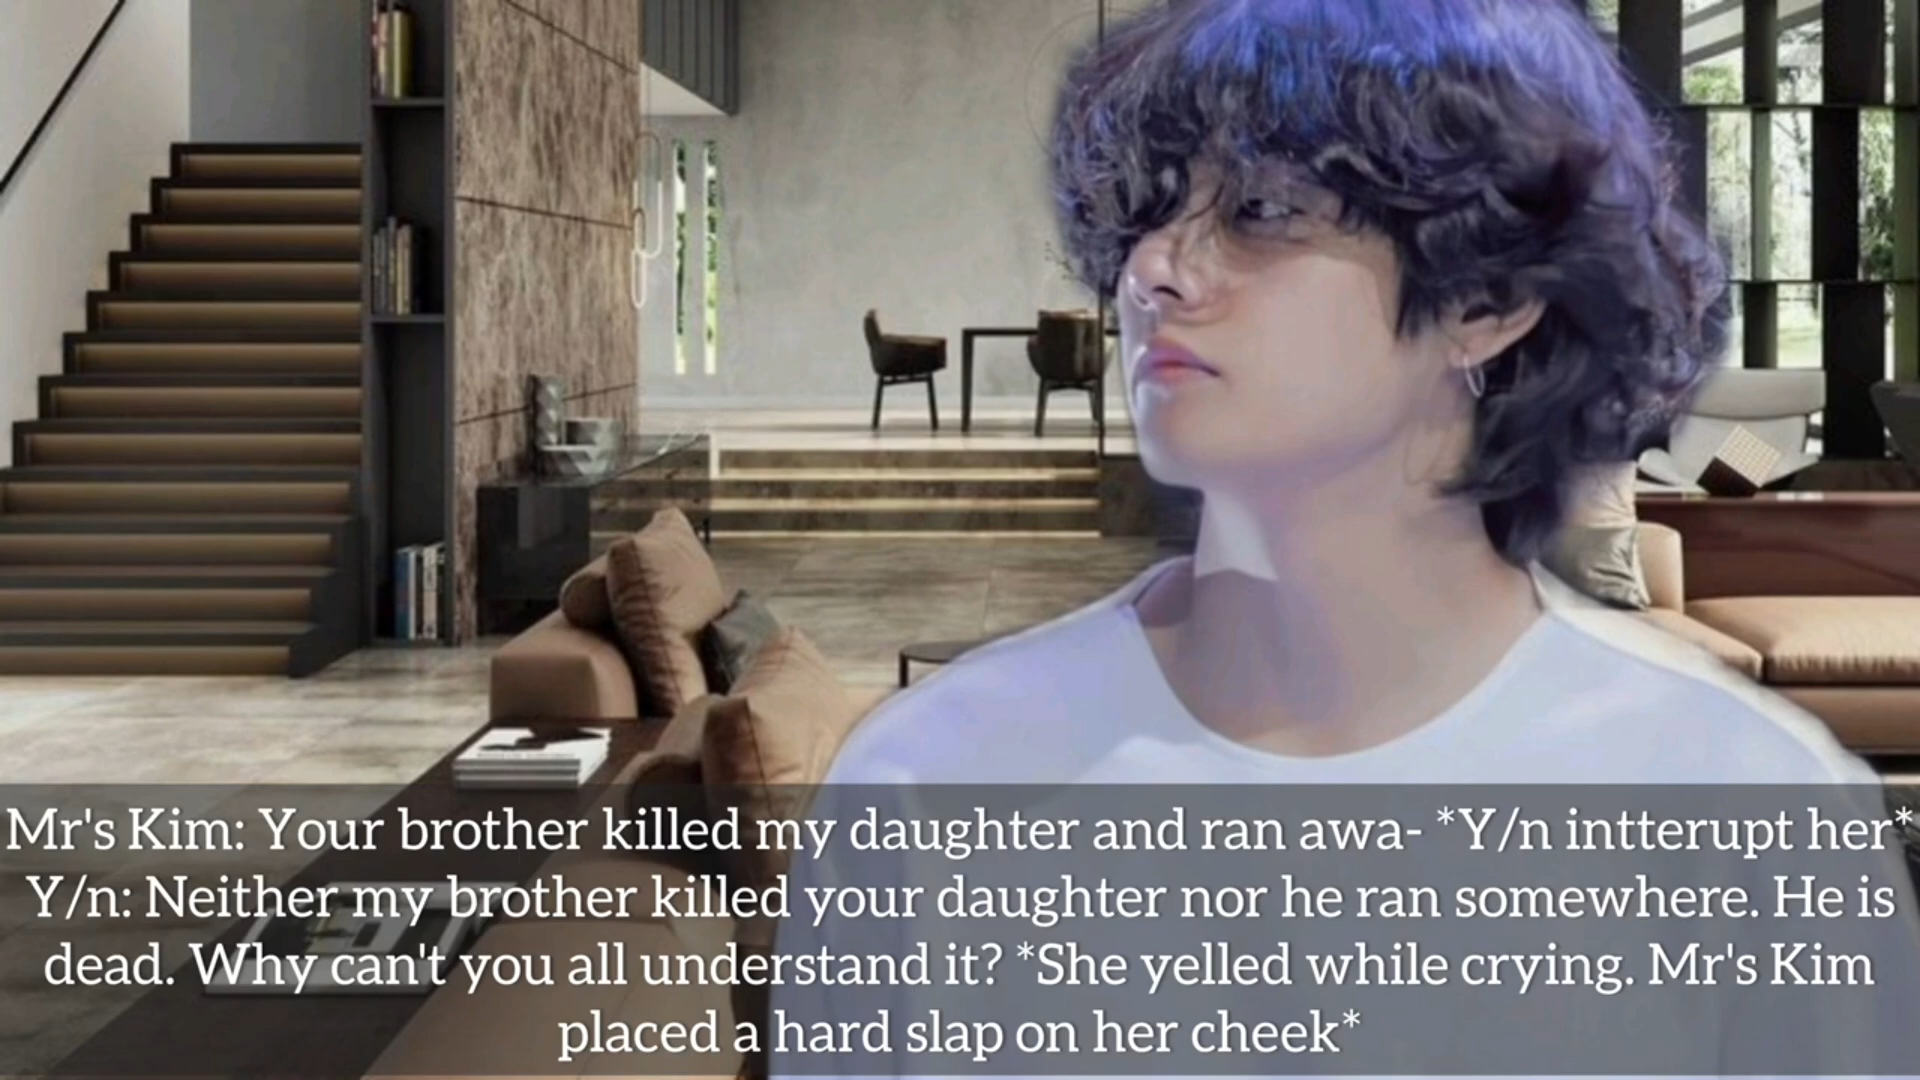 Mr's Kim: Your brother killed my daughter and ran awa- *Y/n intterupt her*
Y/n: Neither my brother killed your daughter nor he ran somewhere. He is
dead. Why can't you all understand it? *She yelled while crying. Mr's Kim
placed a hard slap on her cheek*